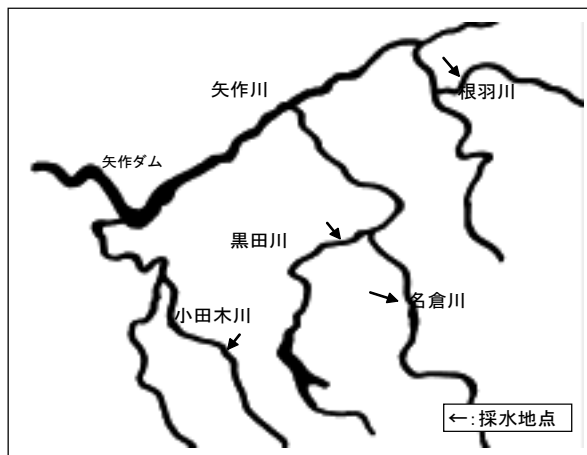 矢作川
根羽川
矢作ダム
黒田川
名倉川
小田木川
←:採水地点